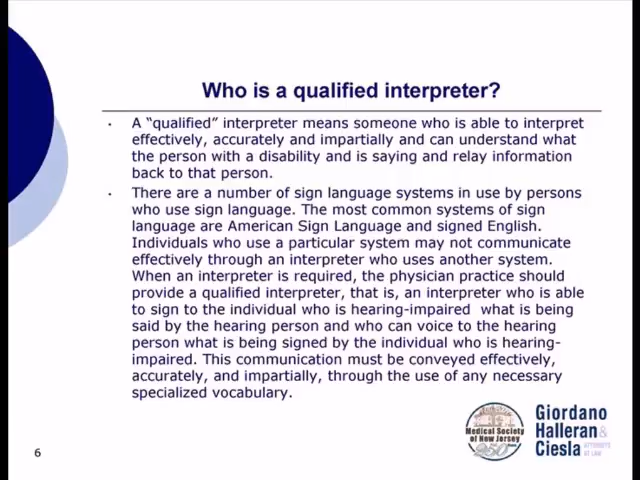 Who is a qualified interpreter?
• A “qualified” interpreter means someone who is able to interpret
effectively, accurately and impartially and can understand what
the person with a disability and is saying and relay information
back to that person.
• There are a number of sign language systems in use by persons
who use sign language. The most common systems of sign
language are American Sign Language and signed English.
Individuals who use a particular system may not communicate
effectively through an interpreter who uses another system.
When an interpreter is required, the physician practice should
provide a qualified interpreter, that is, an interpreter who is able
to sign to the individual who is hearing-impaired what is being
said by the hearing person and who can voice to the hearing
person what is being signed by the individual who is hearing-
impaired. This communication must be conveyed effectively,
accurately, and impartially, through the use of any necessary
specialized vocabulary.
Medical Society
of New Jersey
250
Giordano
Halleran &
Ciesla ATTORNEYS
AT LAW
6